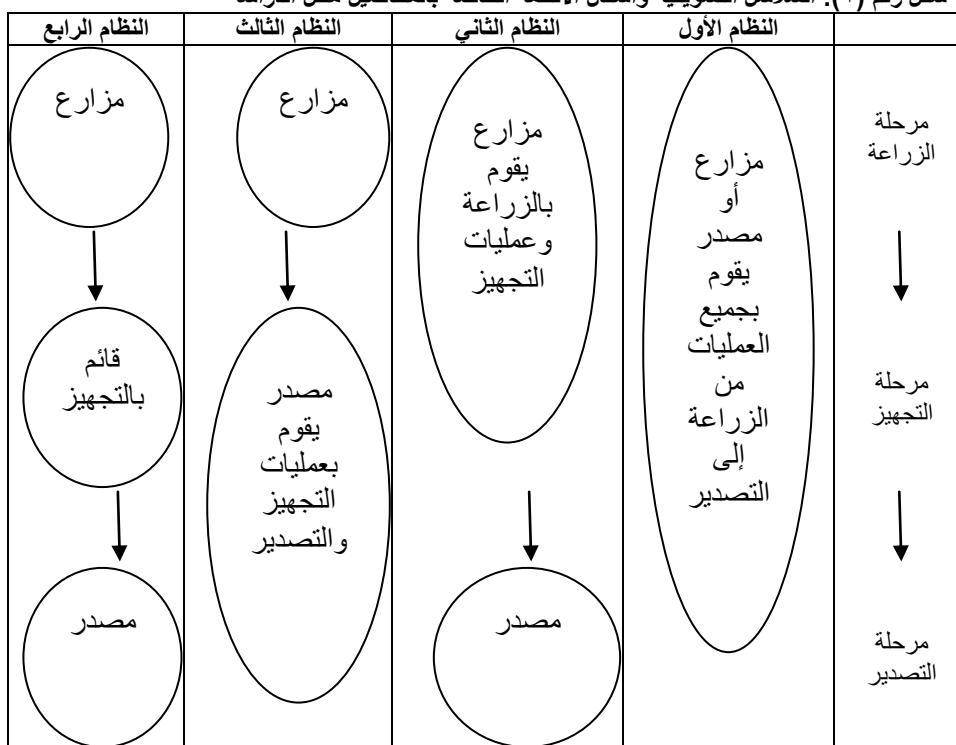 النظام الأول
النظام الثاني
النظام الثالث
النظام الرابع
مرحلة
الزراعة
مرحلة
التجهيز
مرحلة
التصدير
مزارع
أو
مصدر
يقوم
بجميع
العمليات
من
الزراعة
إلى
التصدير
مزارع
يقوم
بالزراعة
وعمليات
التجهيز
مصدر
مزارع
مصدر
يقوم
بعمليات
التجهيز
والتصدير
مزارع
قائم
بالتجهيز
مصدر